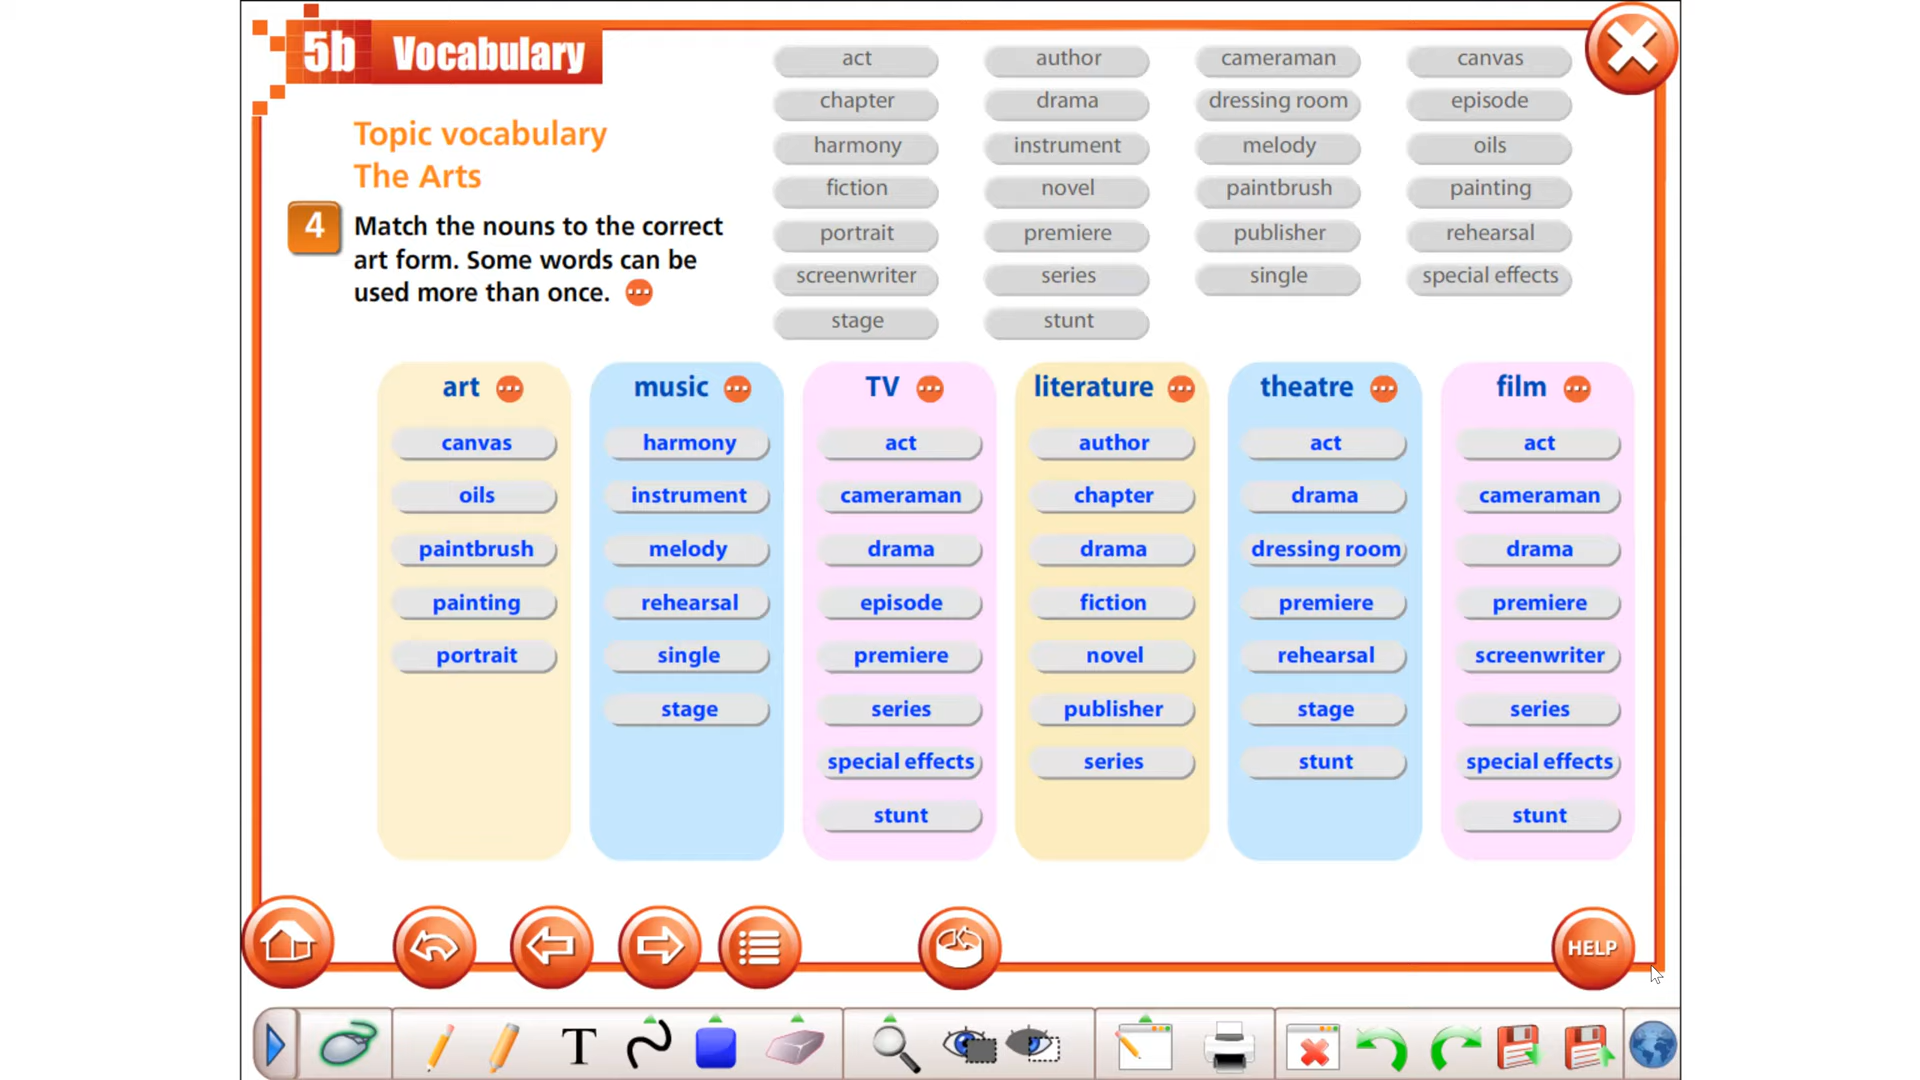 5b Vocabulary
Topic vocabulary
The Arts
4 Match the nouns to the correct
art form. Some words can be
used more than once.
act author cameraman canvas
chapter drama dressing room episode
harmony instrument melody oils
fiction novel paintbrush painting
portrait premiere publisher rehearsal
screenwriter series single special effects
stage stunt
art
canvas
oils
paintbrush
painting
portrait
music
harmony
instrument
melody
rehearsal
single
stage
TV
act
cameraman
drama
episode
premiere
series
special effects
stunt
literature
author
chapter
drama
fiction
novel
publisher
series
theatre
act
drama
dressing room
premiere
rehearsal
stage
stunt
film
act
cameraman
drama
premiere
screenwriter
series
special effects
stunt
HELP
T